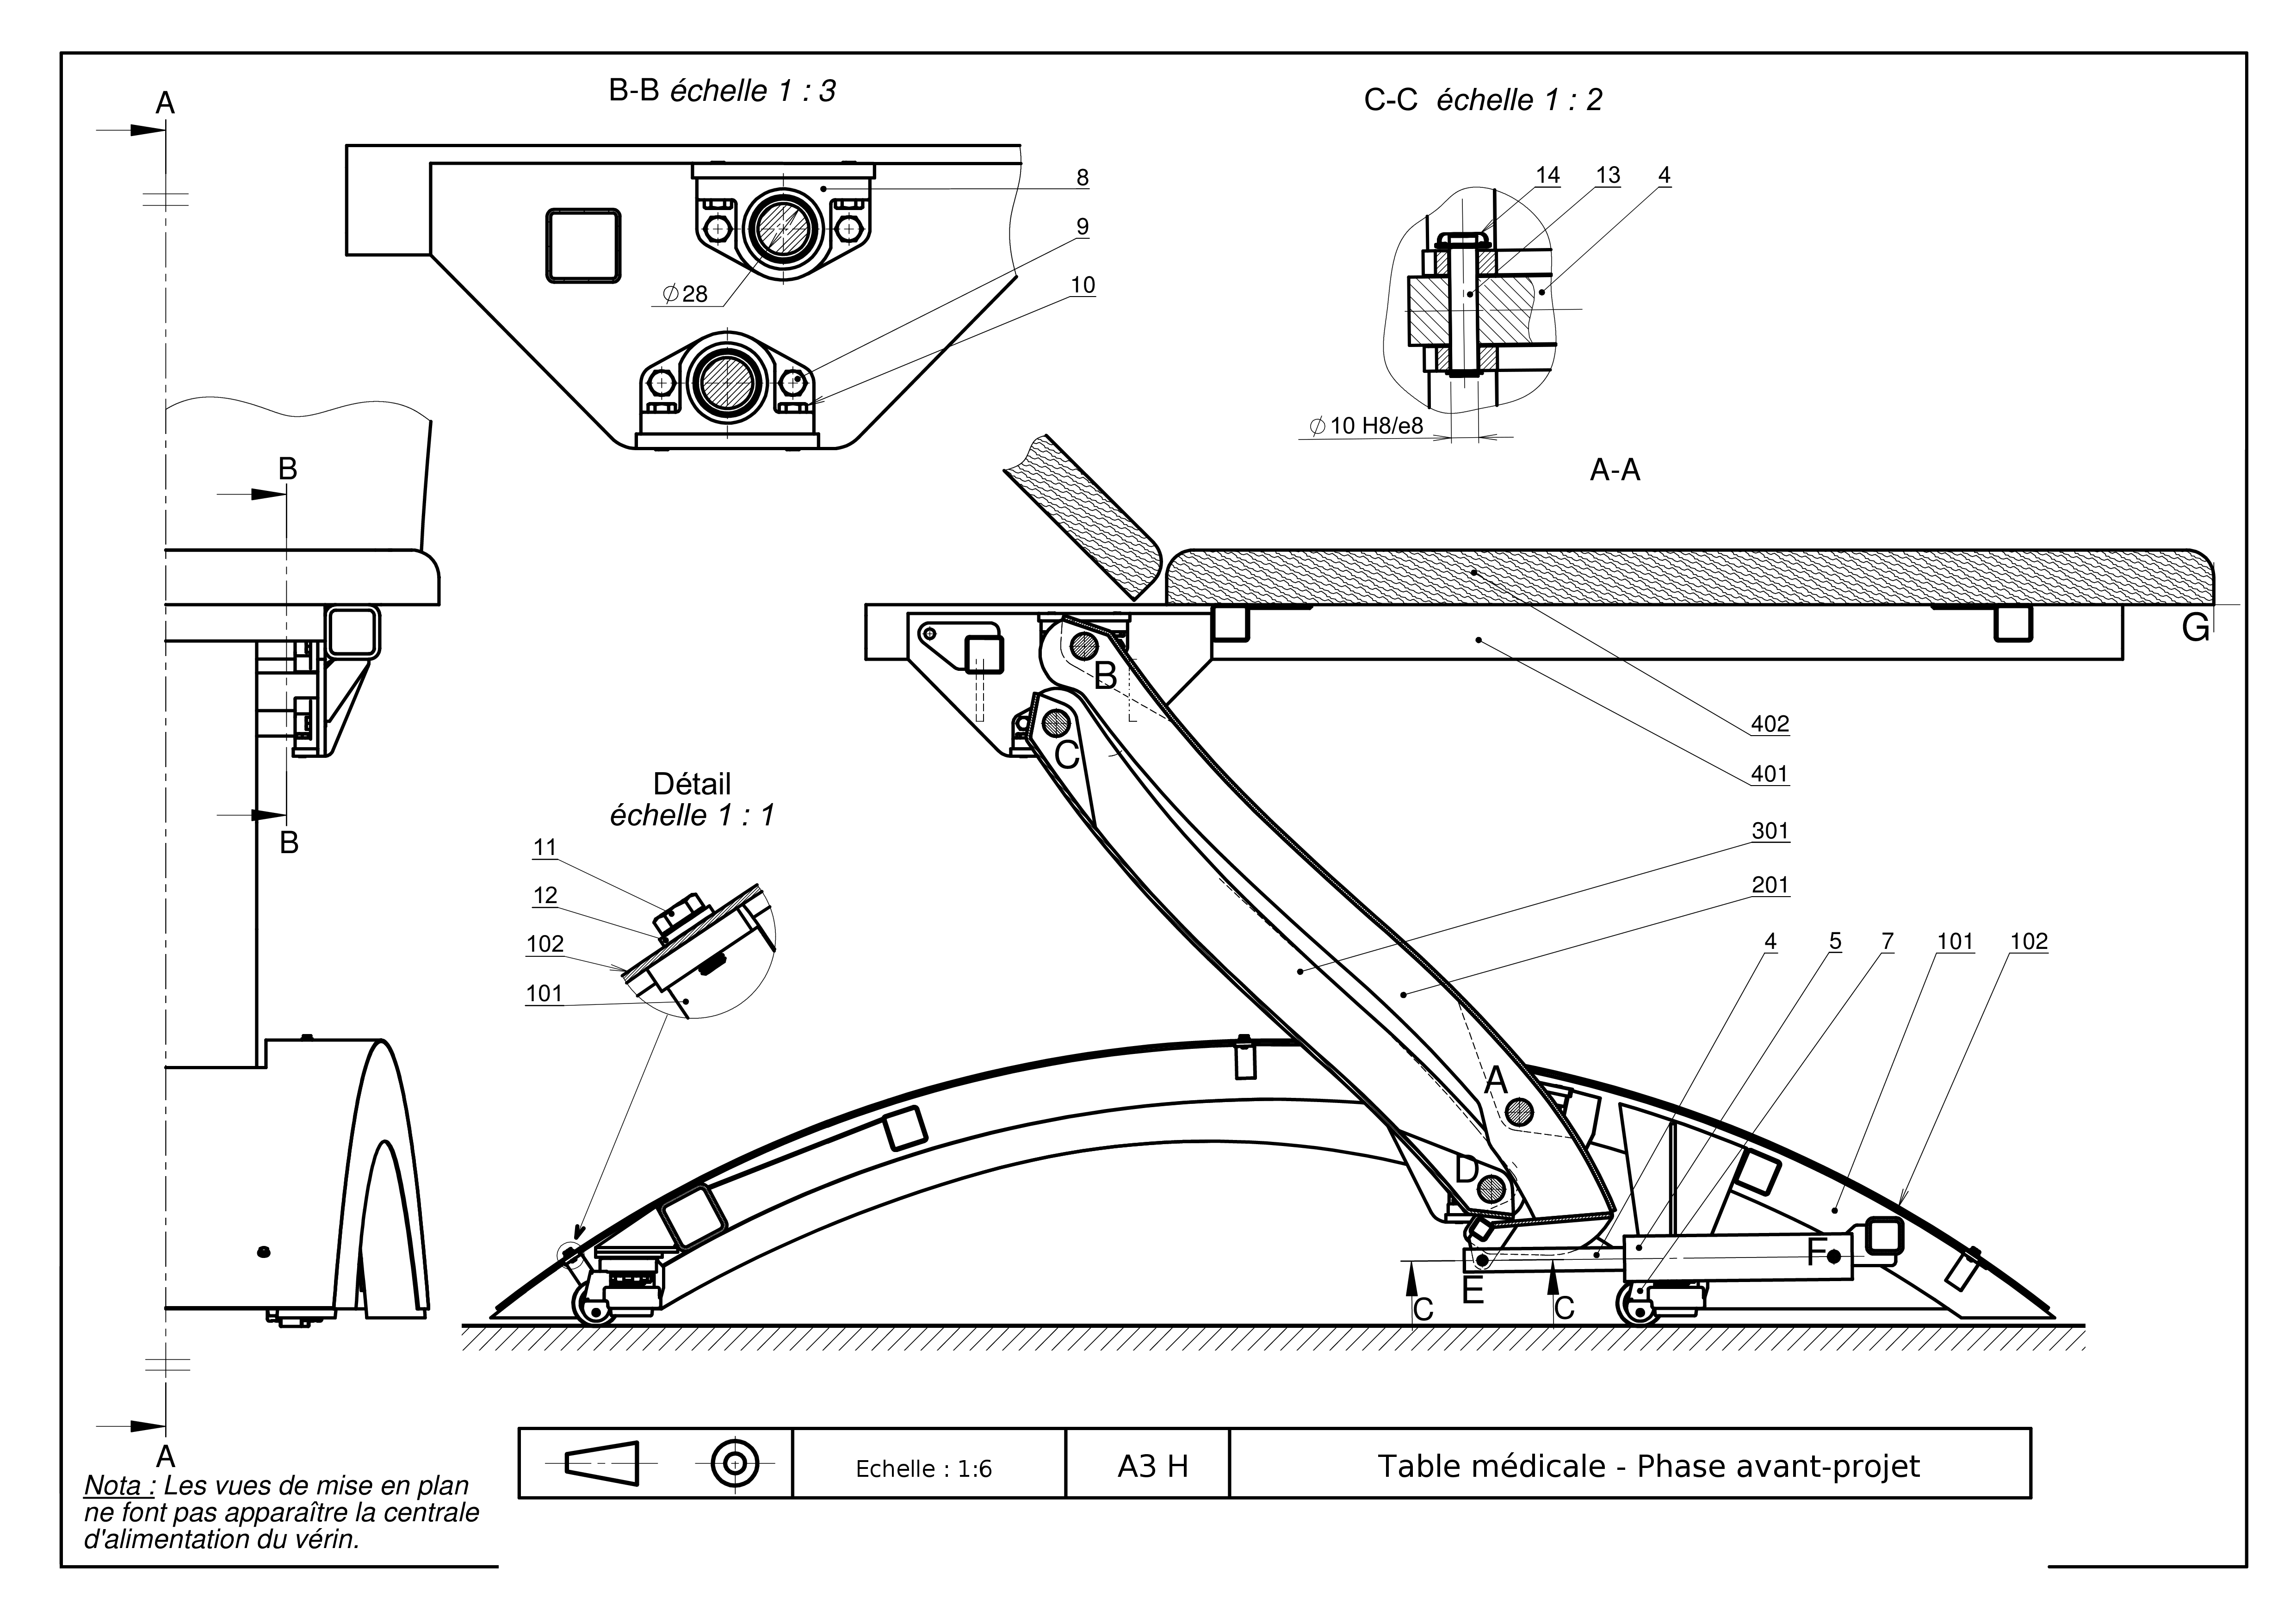 A
B-B échelle 1 : 3
C-C échelle 1 : 2
8
14
13
4
9
10
⌀28
⌀10 H8/e8
A-A
B
G
B
402
C
401
Détail
échelle 1 : 1
301
B
11
201
12
102
4
5
7
101
102
101
A
D
F
E
C
C
A
Nota : Les vues de mise en plan
ne font pas apparaître la centrale
d'alimentation du vérin.
Echelle : 1:6
A3 H
Table médicale - Phase avant-projet